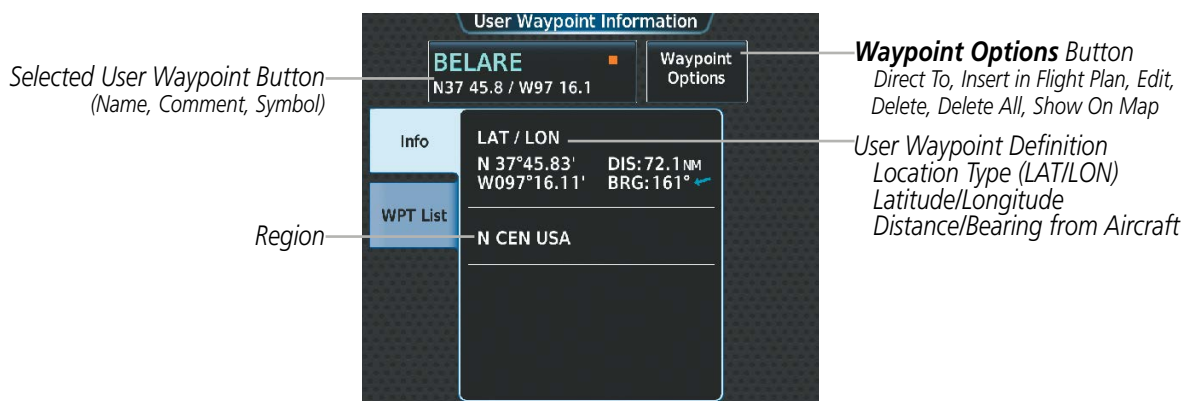 User Waypoint Information
Selected User Waypoint Button
(Name, Comment, Symbol)
BELARE
N37 45.8 / W97 16.1
Waypoint
Options
Waypoint Options Button
Direct To, Insert in Flight Plan, Edit,
Delete, Delete All, Show On Map
Info
WPT List
LAT / LON
N 37°45.83' DIS: 72.1NM
W097°16.11' BRG: 161°
User Waypoint Definition
Location Type (LAT/LON)
Latitude/Longitude
Distance/Bearing from Aircraft
Region
N CEN USA